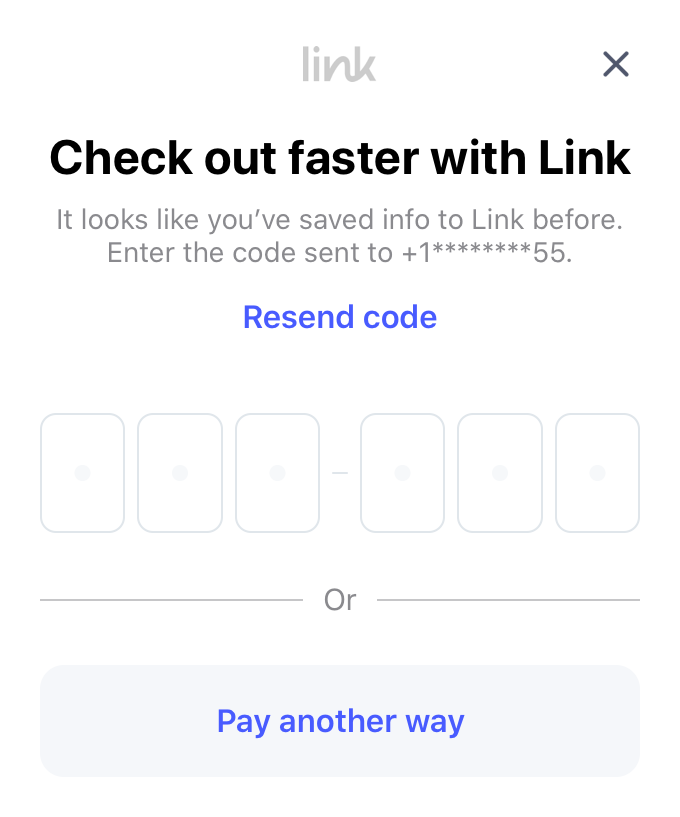 link
Check out faster with Link
It looks like you’ve saved info to Link before.
Enter the code sent to +1********55.
Resend code
Or
Pay another way